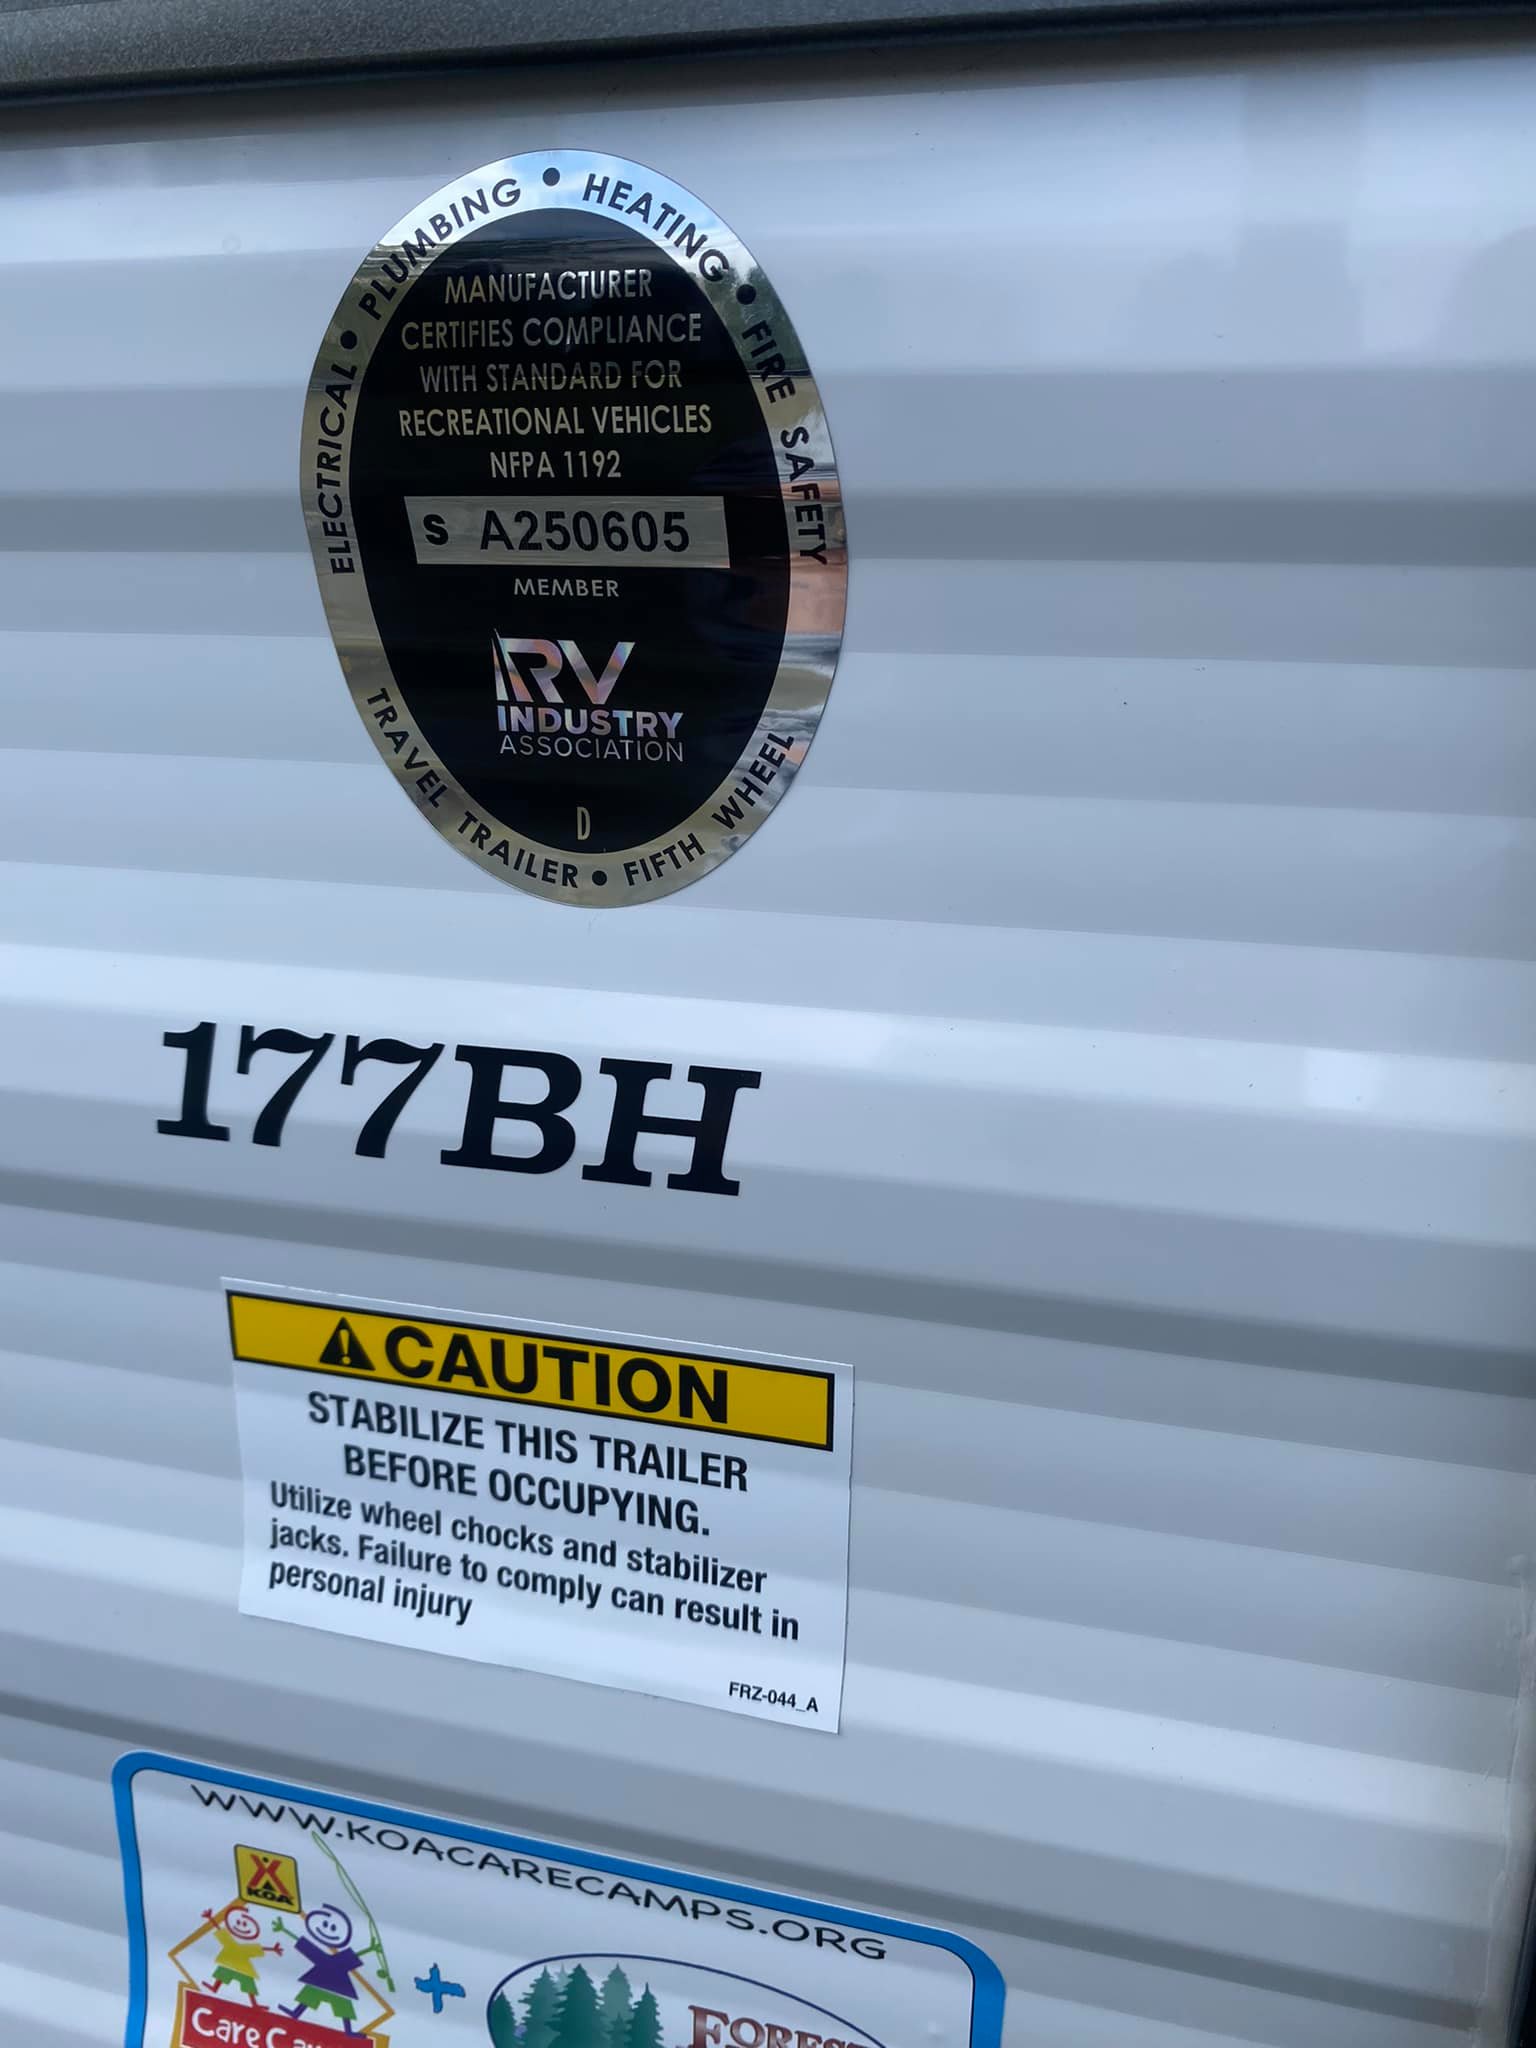 ELECTRICAL • PLUMBING • HEATING • FIRE SAFETY
MANUFACTURER
CERTIFIES COMPLIANCE
WITH STANDARD FOR
RECREATIONAL VEHICLES
NFPA 1192
S A250605
MEMBER
RV
INDUSTRY
ASSOCIATION
D
TRAVEL TRAILER • FIFTH WHEEL
177BH
CAUTION
STABILIZE THIS TRAILER
BEFORE OCCUPYING.
Utilize wheel chocks and stabilizer
jacks. Failure to comply can result in
personal injury
FRZ-044_A
WWW.KOACARECAMPS.ORG
KOA
+
Care